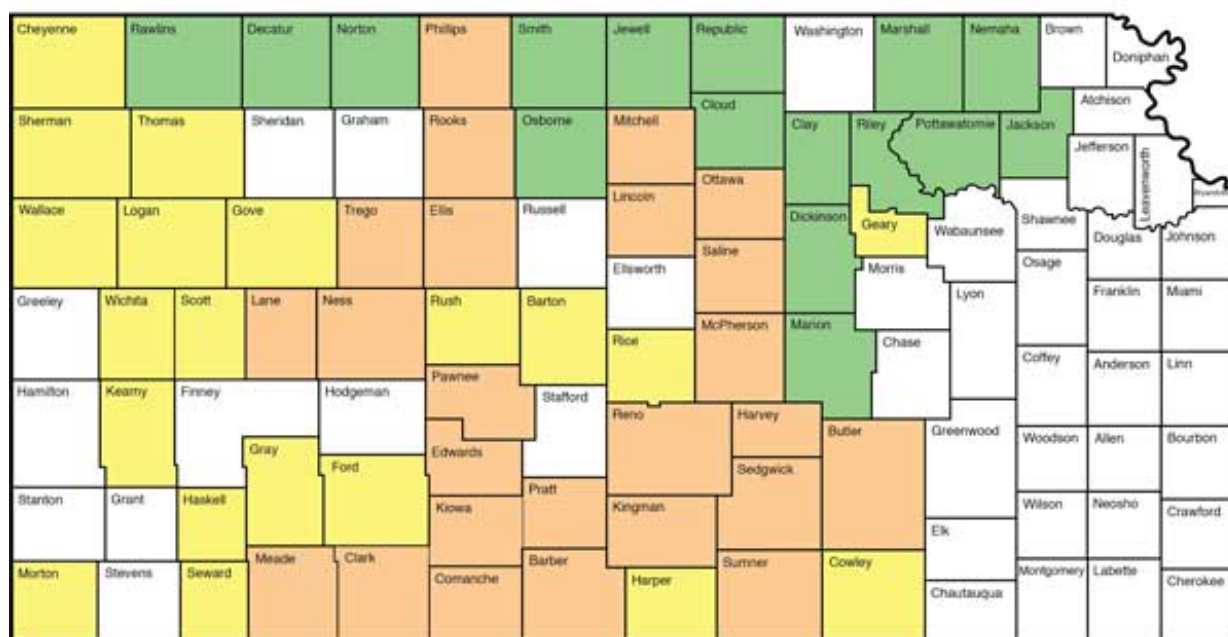 Cheyenne
Rawlins
Decatur
Norton
Phillips
Smith
Jewell
Republic
Washington
Marshall
Nemaha
Brown
Doniphan
Sherman
Thomas
Sheridan
Graham
Rooks
Osborne
Mitchell
Cloud
Clay
Riley
Pottawatomie
Jackson
Atchison
Jefferson
Leavenworth
Wallace
Logan
Gove
Trego
Ellis
Russell
Lincoln
Ottawa
Saline
Dickinson
Geary
Wabaunsee
Shawnee
Douglas
Johnson
Ellsworth
Morris
Osage
Lyon
Franklin
Miami
Greeley
Wichita
Scott
Lane
Ness
Rush
Barton
Rice
McPherson
Marion
Chase
Coffey
Anderson
Linn
Hamilton
Kearny
Finney
Hodgeman
Pawnee
Stafford
Reno
Harvey
Butler
Greenwood
Woodson
Allen
Bourbon
Gray
Ford
Edwards
Sedgwick
Stanton
Grant
Haskell
Kiowa
Pratt
Kingman
Elk
Wilson
Neosho
Crawford
Morton
Stevens
Seward
Meade
Clark
Comanche
Barber
Harper
Sumner
Cowley
Chautauqua
Montgomery
Labette
Cherokee